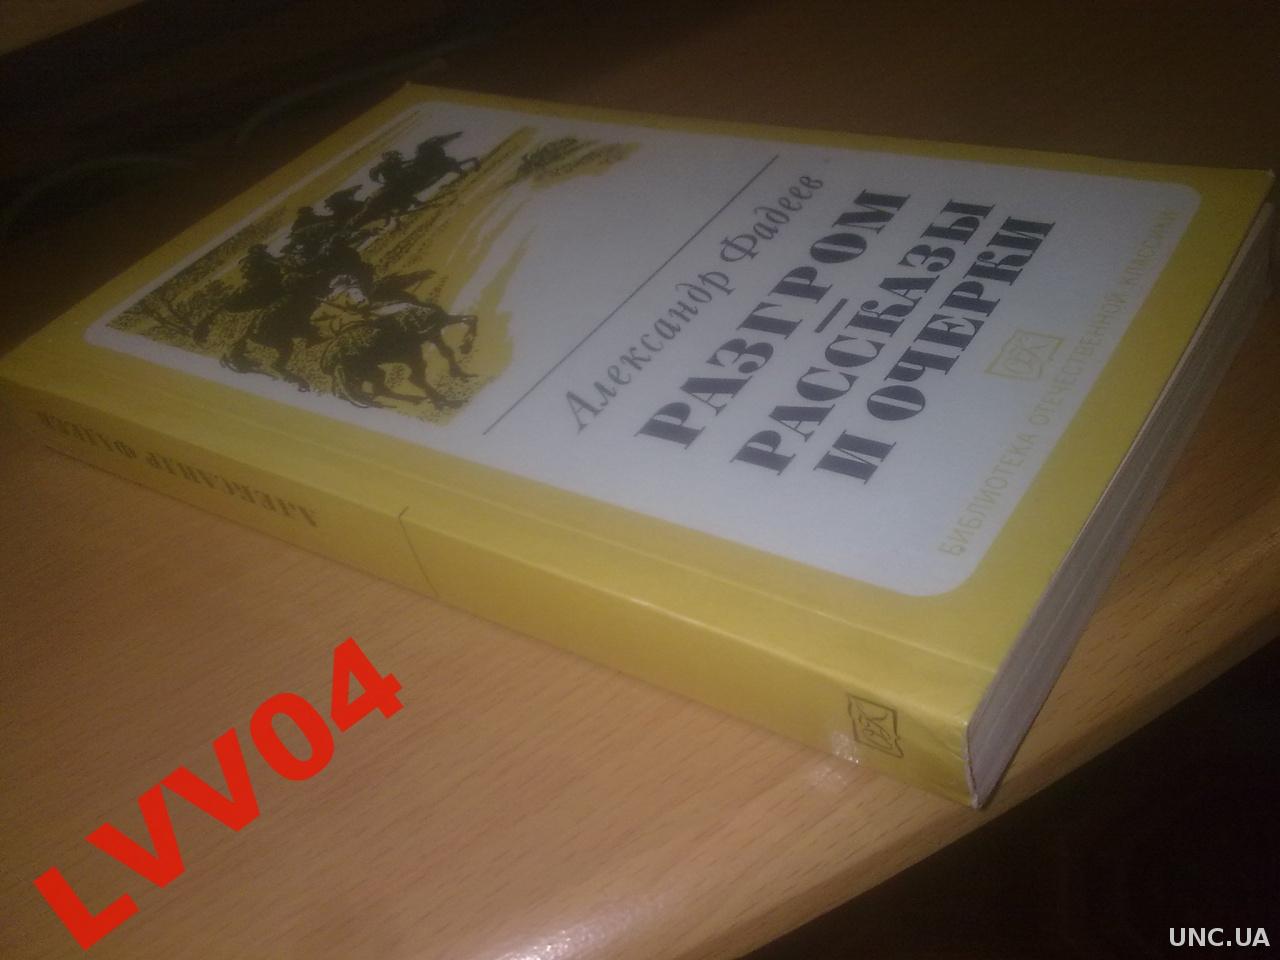 Александр Фадеев
РАЗГРОМ
—
РАССКАЗЫ
И ОЧЕРКИ
БИБЛИОТЕКА ОТЕЧЕСТВЕННОЙ КЛАССИКИ
АЛЕКСАНДР ФАДЕЕВ
LVV04
UNC.UA